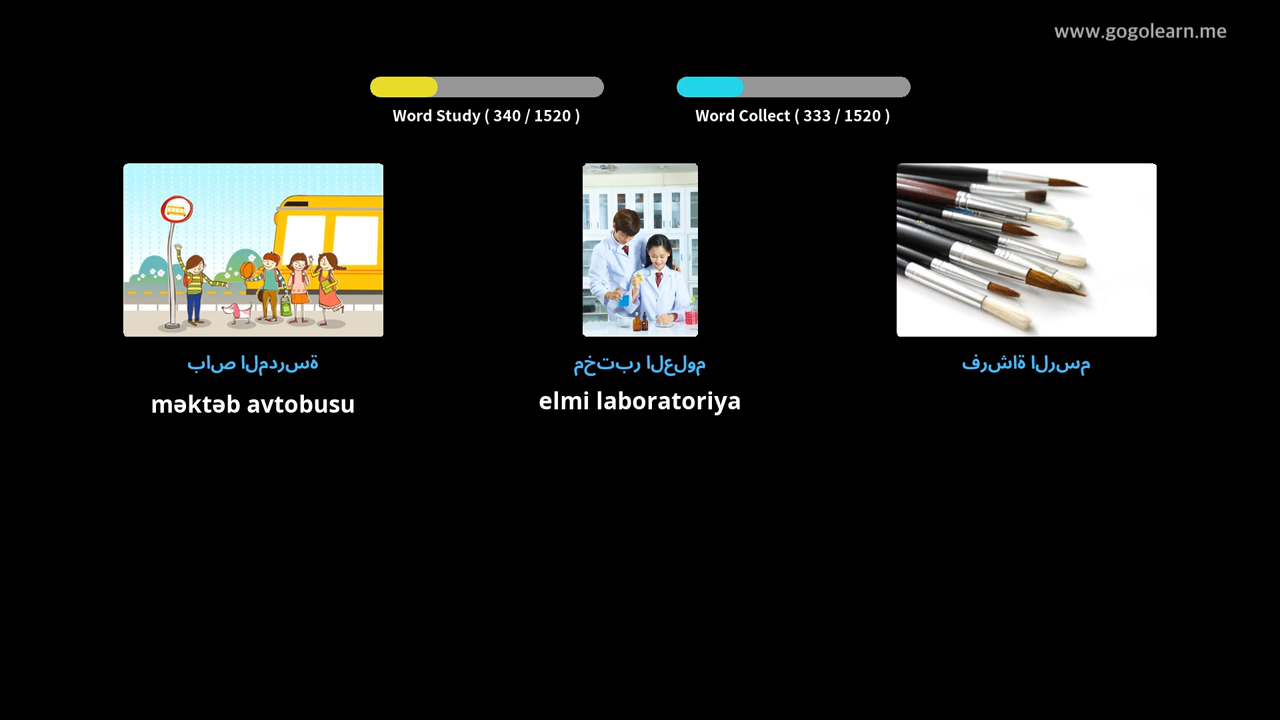 www.gogolearn.me
Word Study ( 340 / 1520 )
Word Collect ( 333 / 1520 )
باص المدرسة
مختبر العلوم
فرشاة الرسم
məktəb avtobusu
elmi laboratoriya